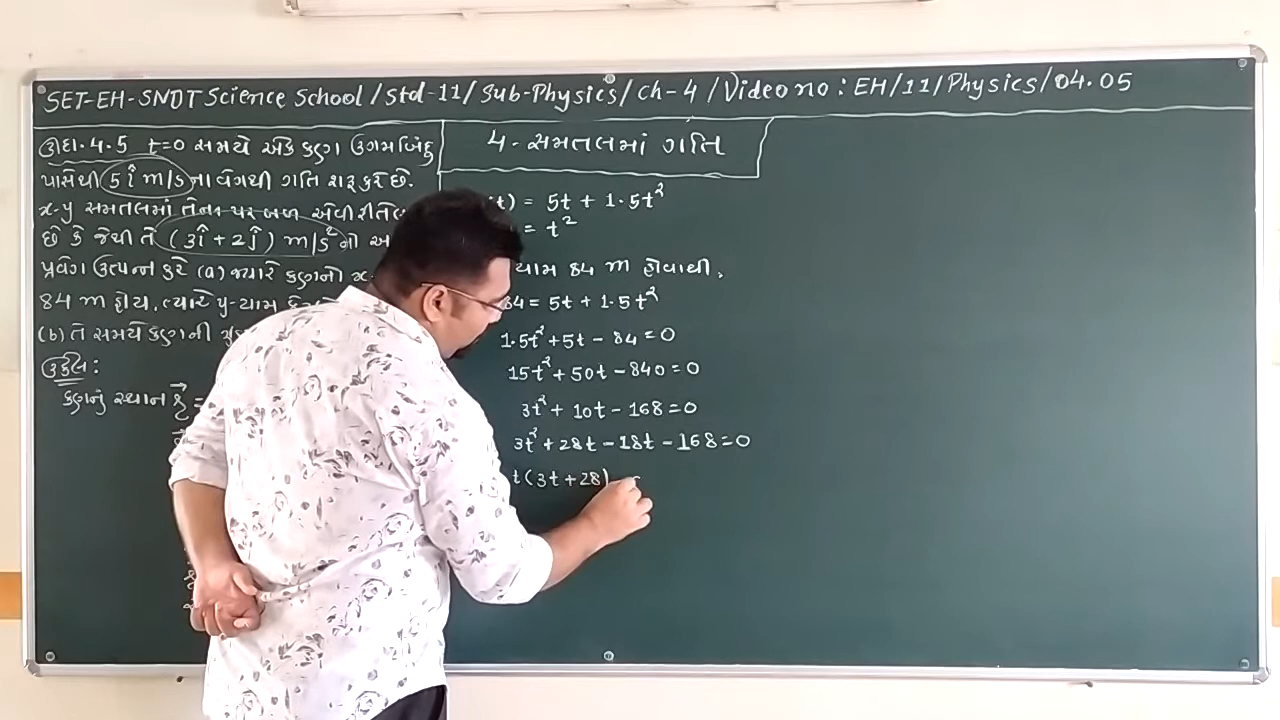 SET-EH-SNDT Science School / Std-11 / Sub-Physics / Ch-4 / Video no : EH/11/Physics/04.05
ઉદા. 4.5 t=0 સમયે એક કણ ઉગમબિંદુ
પાસેથી 5î m/s ના વેગથી ગતિ શરૂ કરે છે.
x-y સમતલમાં તેના પર બળ એવી રીતે
છે કે જેથી તે (3î + 2ĵ) m/s² નો અ
પ્રવેગ ઉત્પન્ન કરે (a) જ્યારે કણનો x-
84 m હોય, ત્યારે y-યામ
(b) તે સમયે કણની
ઉકેલ :
કણનું સ્થાન r⃗ =
4. સમતલમાં ગતિ
(t) = 5t + 1.5t²
= t²
યામ 84 m હોવાથી,
84 = 5t + 1.5t²
1.5t² + 5t - 84 = 0
15t² + 50t - 840 = 0
3t² + 10t - 168 = 0
3t² + 28t - 18t - 168 = 0
t(3t + 28)